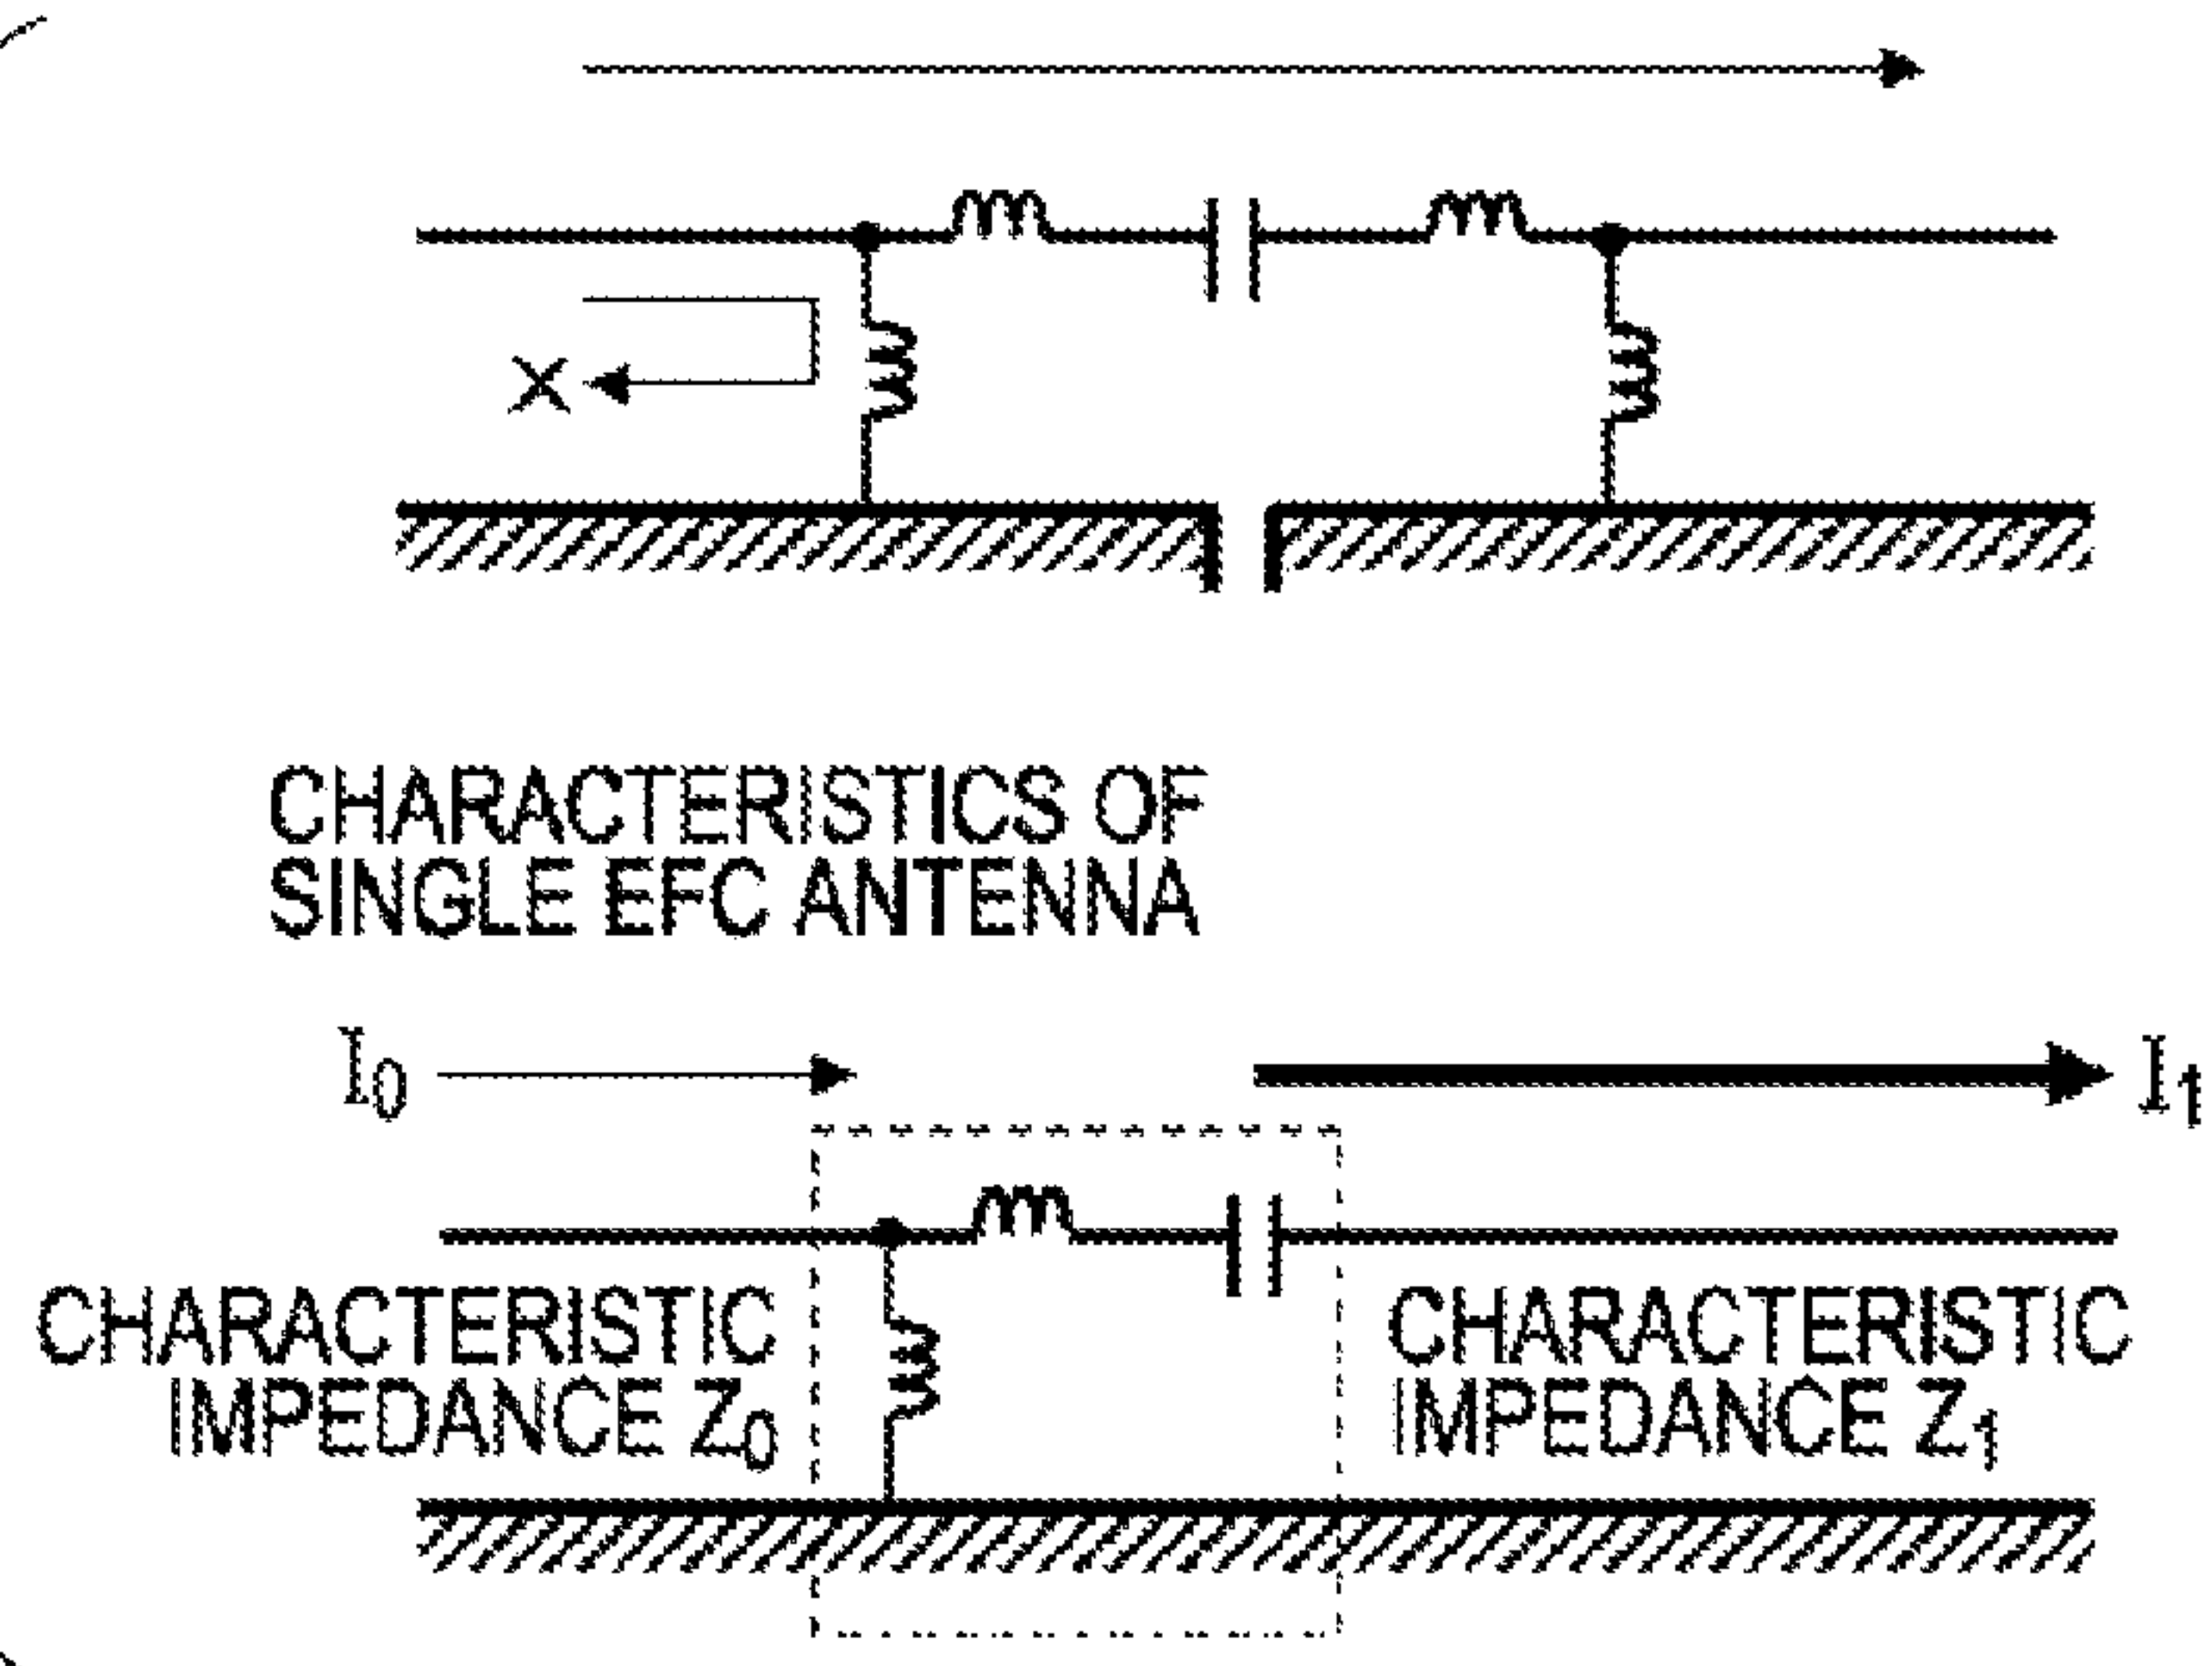 X
CHARACTERISTICS OF
SINGLE EFC ANTENNA
I0
I1
CHARACTERISTIC
IMPEDANCE Z0
CHARACTERISTIC
IMPEDANCE Z1